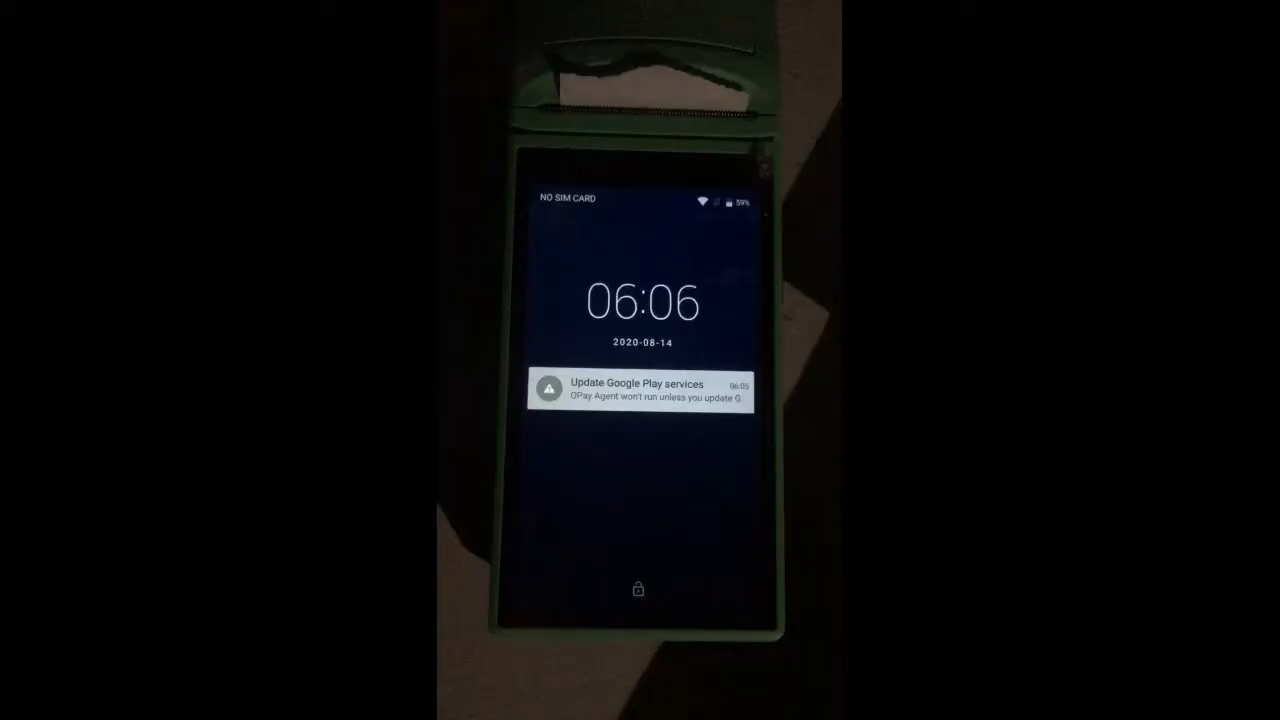 NO SIM CARD 59%
06:06
2020-08-14
Update Google Play services 06:05
OPay Agent won't run unless you update G